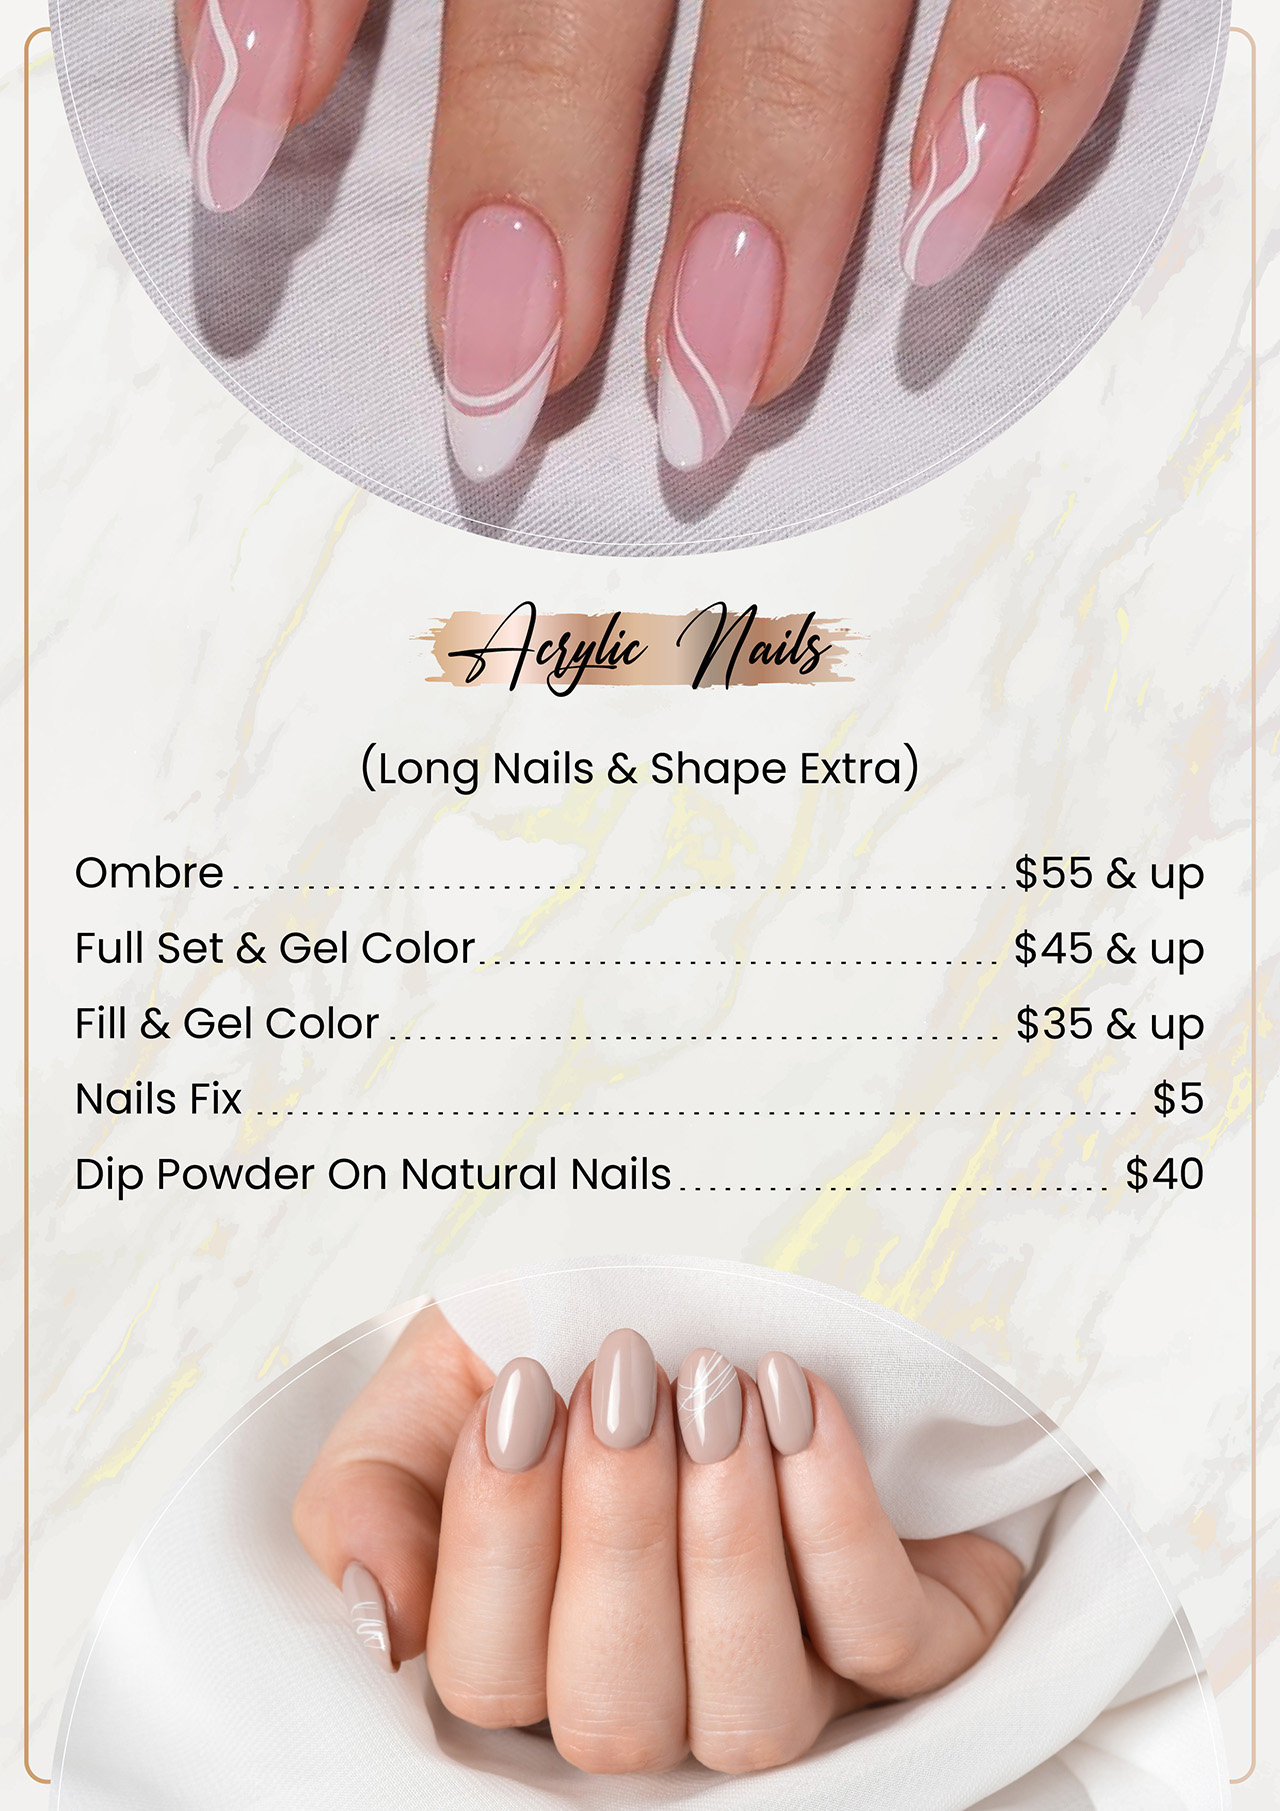 Acrylic Nails
(Long Nails & Shape Extra)
Ombre $55 & up
Full Set & Gel Color $45 & up
Fill & Gel Color $35 & up
Nails Fix $5
Dip Powder On Natural Nails $40